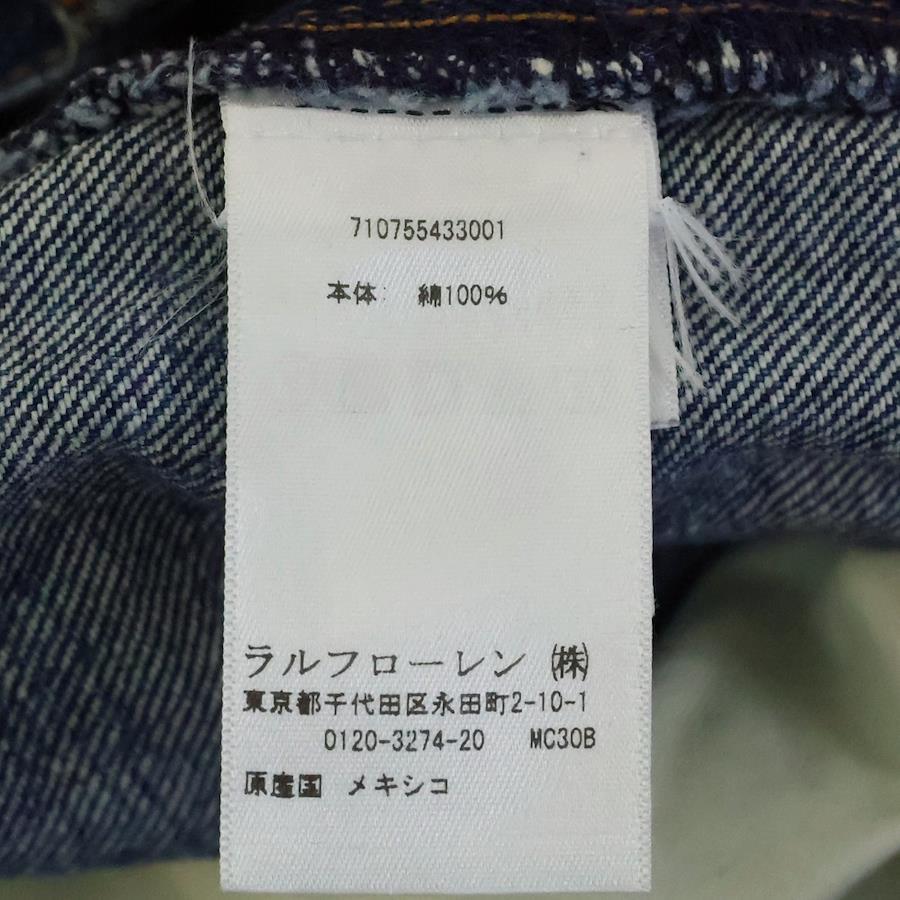 710755433001
本体: 綿100%
ラルフローレン ㈱
東京都千代田区永田町2-10-1
0120-3274-20 MC30B
原産国 メキシコ